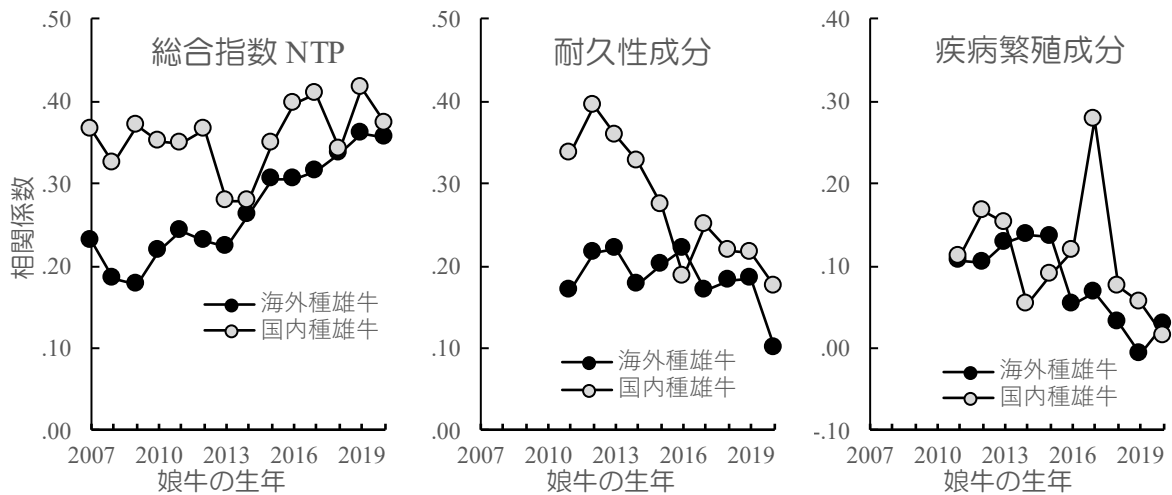 総合指数 NTP
相関係数
.50
.40
.30
.20
.10
.00
海外種雄牛
国内種雄牛
2007 2010 2013 2016 2019
娘牛の生年
耐久性成分
.50
.40
.30
.20
.10
.00
海外種雄牛
国内種雄牛
2007 2010 2013 2016 2019
娘牛の生年
疾病繁殖成分
.40
.30
.20
.10
.00
-.10
海外種雄牛
国内種雄牛
2007 2010 2013 2016 2019
娘牛の生年